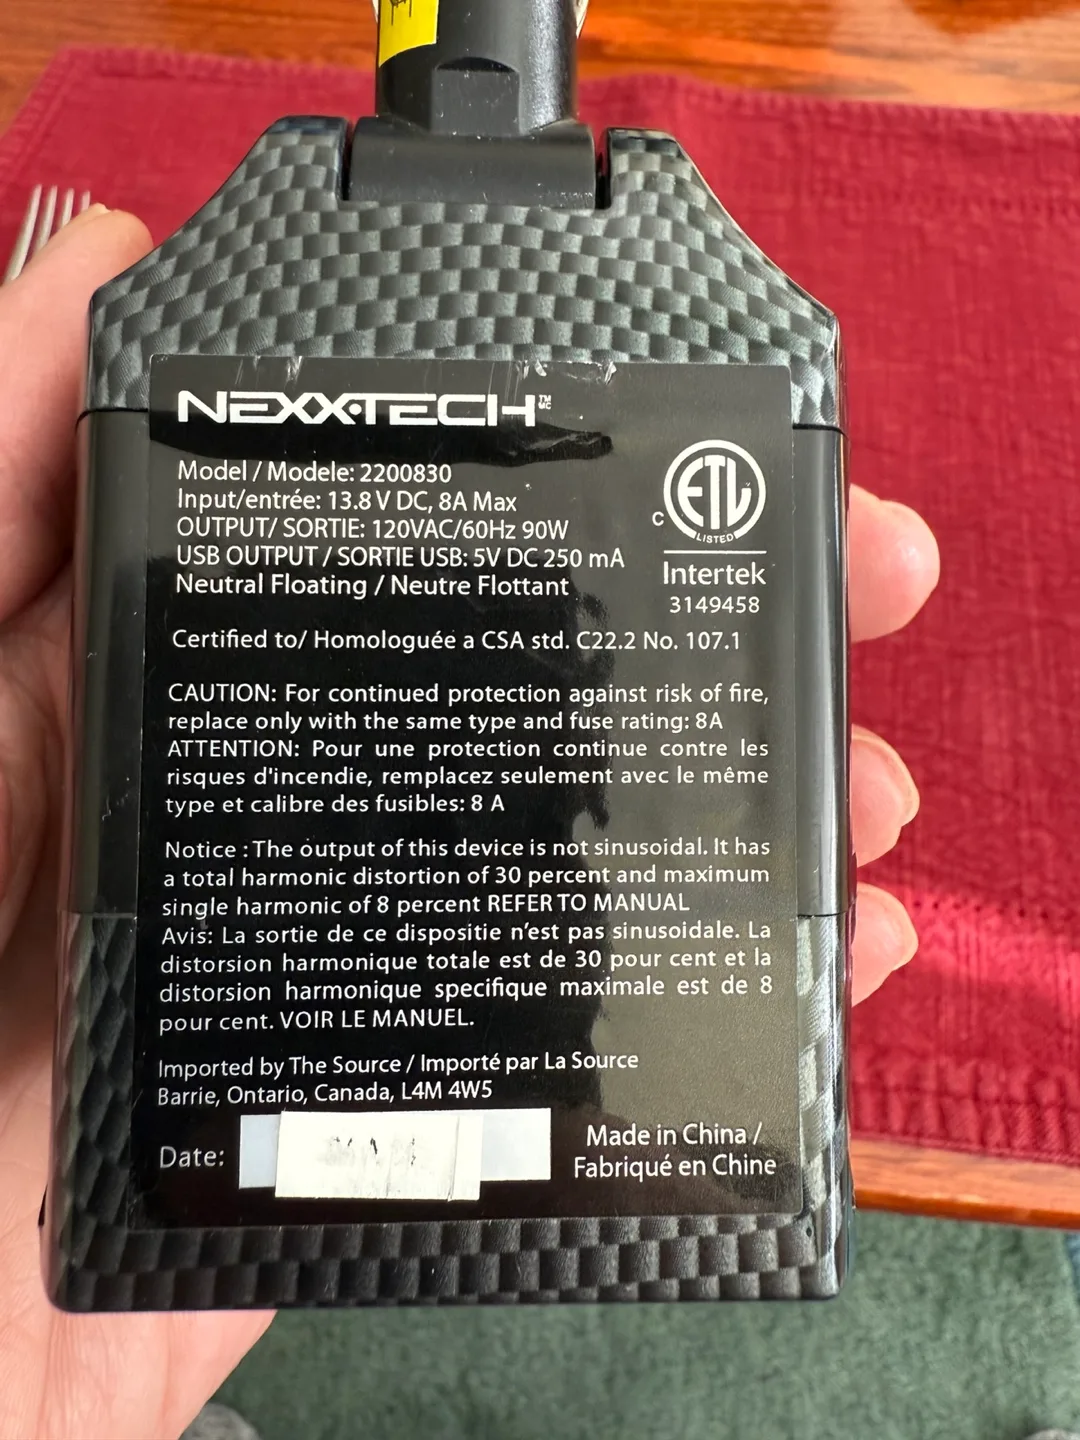 NEXXTECH TM MC
Model / Modele: 2200830
Input/entrée: 13.8 V DC, 8A Max
OUTPUT/ SORTIE: 120VAC/60Hz 90W
USB OUTPUT / SORTIE USB: 5V DC 250 mA
Neutral Floating / Neutre Flottant
C ETL LISTED
Intertek
3149458
Certified to/ Homologuée a CSA std. C22.2 No. 107.1
CAUTION: For continued protection against risk of fire,
replace only with the same type and fuse rating: 8A
ATTENTION: Pour une protection continue contre les
risques d'incendie, remplacez seulement avec le même
type et calibre des fusibles: 8 A
Notice : The output of this device is not sinusoidal. It has
a total harmonic distortion of 30 percent and maximum
single harmonic of 8 percent REFER TO MANUAL
Avis: La sortie de ce dispositie n'est pas sinusoidale. La
distorsion harmonique totale est de 30 pour cent et la
distorsion harmonique specifique maximale est de 8
pour cent. VOIR LE MANUEL.
Imported by The Source / Importé par La Source
Barrie, Ontario, Canada, L4M 4W5
Date:
Made in China /
Fabriqué en Chine